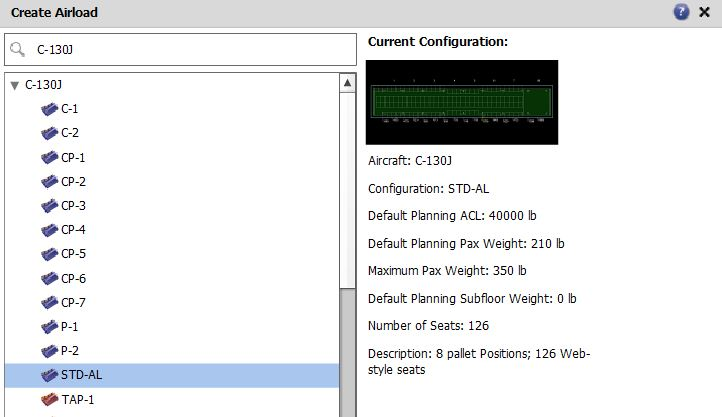 Create Airload
?
C-130J
Current Configuration:
C-130J
C-1
C-2
CP-1
CP-2
CP-3
CP-4
CP-5
CP-6
CP-7
P-1
P-2
STD-AL
TAP-1
Aircraft: C-130J
Configuration: STD-AL
Default Planning ACL: 40000 lb
Default Planning Pax Weight: 210 lb
Maximum Pax Weight: 350 lb
Default Planning Subfloor Weight: 0 lb
Number of Seats: 126
Description: 8 pallet Positions; 126 Web-
style seats